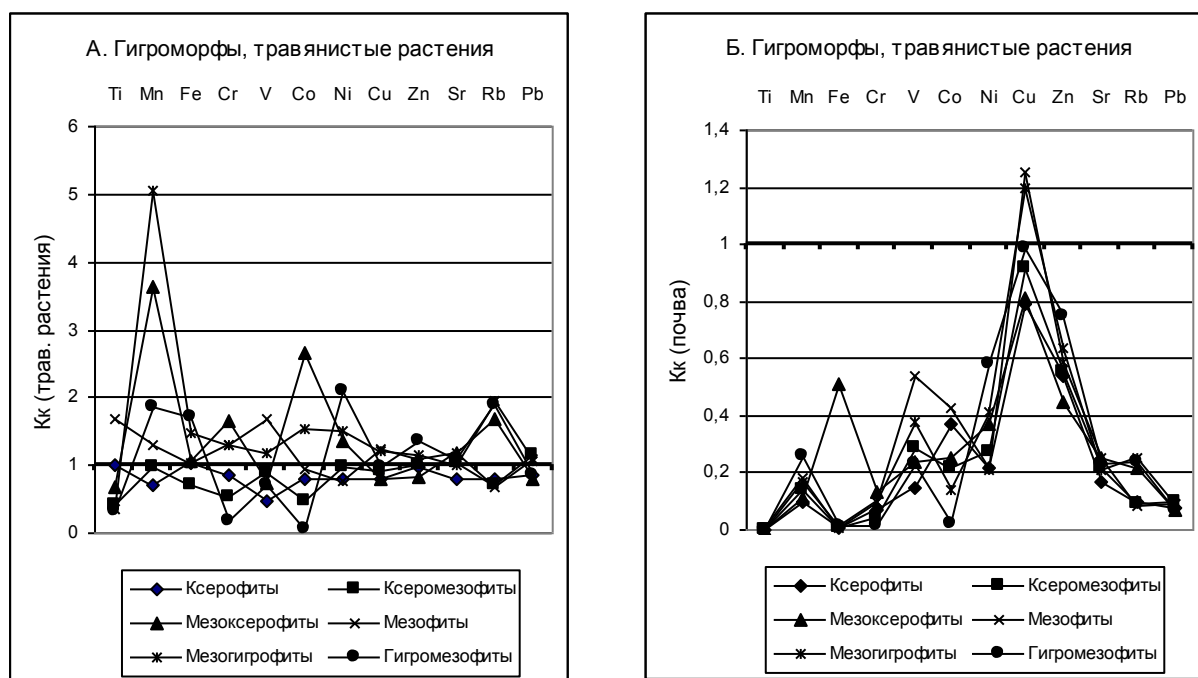 А. Гигроморфы, травянистые растения
Ti Mn Fe Cr V Co Ni Cu Zn Sr Rb Pb
Кк (трав. растения)
6
5
4
3
2
1
0
Ксерофиты
Ксеромезофиты
Мезоксерофиты
Мезофиты
Мезогигрофиты
Гигромезофиты
Б. Гигроморфы, травянистые растения
Ti Mn Fe Cr V Co Ni Cu Zn Sr Rb Pb
Кк (почва)
1,4
1,2
1
0,8
0,6
0,4
0,2
0
Ксерофиты
Ксеромезофиты
Мезоксерофиты
Мезофиты
Мезогигрофиты
Гигромезофиты